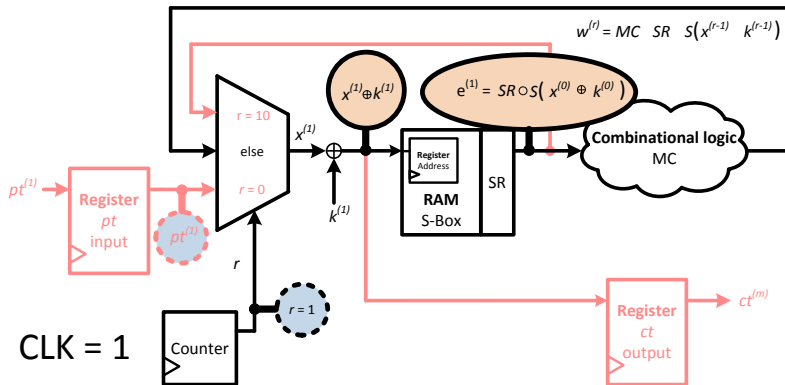 w(r)= MC SR S(x(r-1) k(r-1))
r = 10
x(1)⊕k(1)
e(1) = SR○S( x(0) ⊕ k(0))
else
x(1)
Register
Address
Combinational logic
MC
pt(1)
Register
pt
input
pt(1)
r = 0
k(1)
RAM
S-Box
SR
r
r = 1
Register
ct
output
ct(m)
CLK = 1
Counter